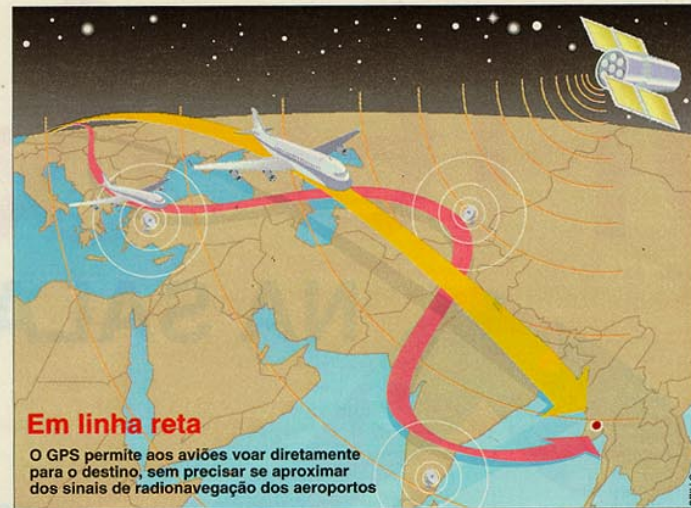 Em linha reta
O GPS permite aos aviões voar diretamente
para o destino, sem precisar se aproximar
dos sinais de radionavegação dos aeroportos